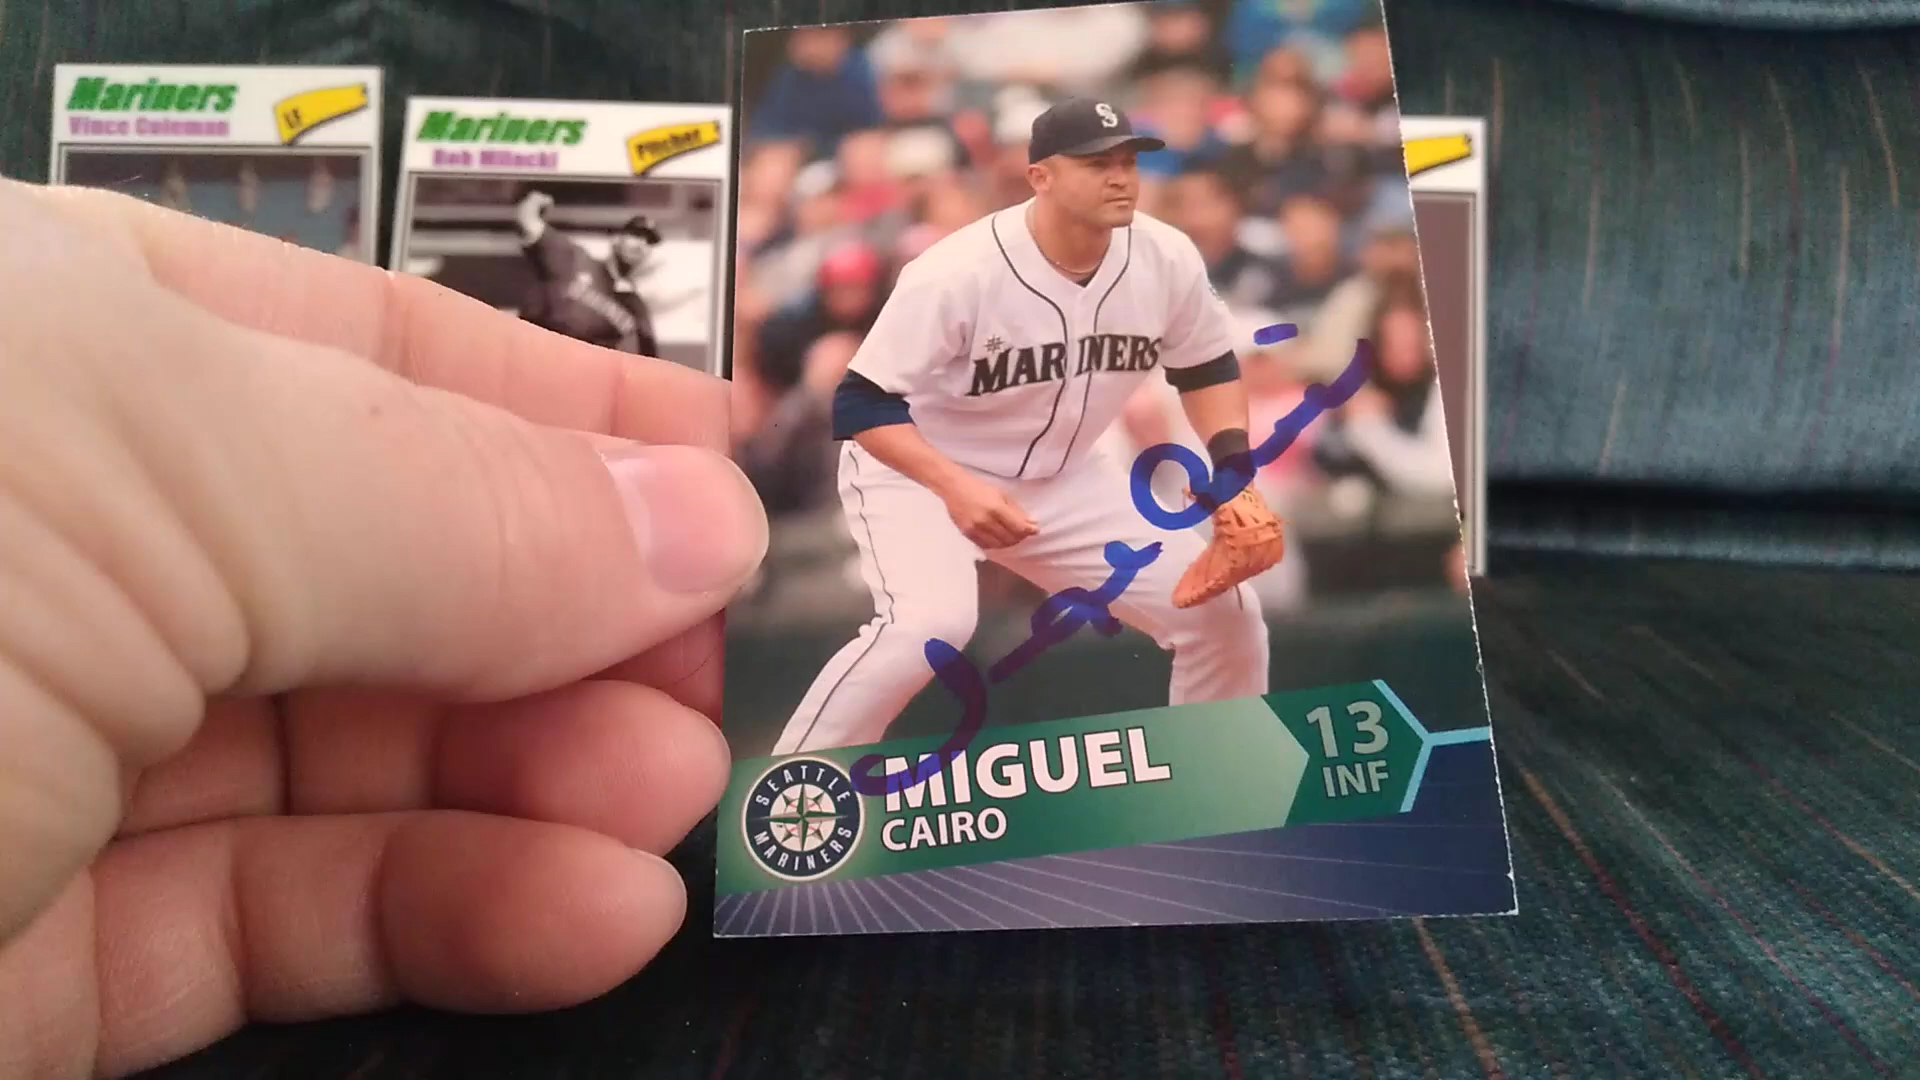 Mariners
Vince Coleman
LF
Mariners
Bob Milacki
Pitcher
S
MARINERS
MIGUEL
CAIRO
13
INF
SEATTLE
MARINERS